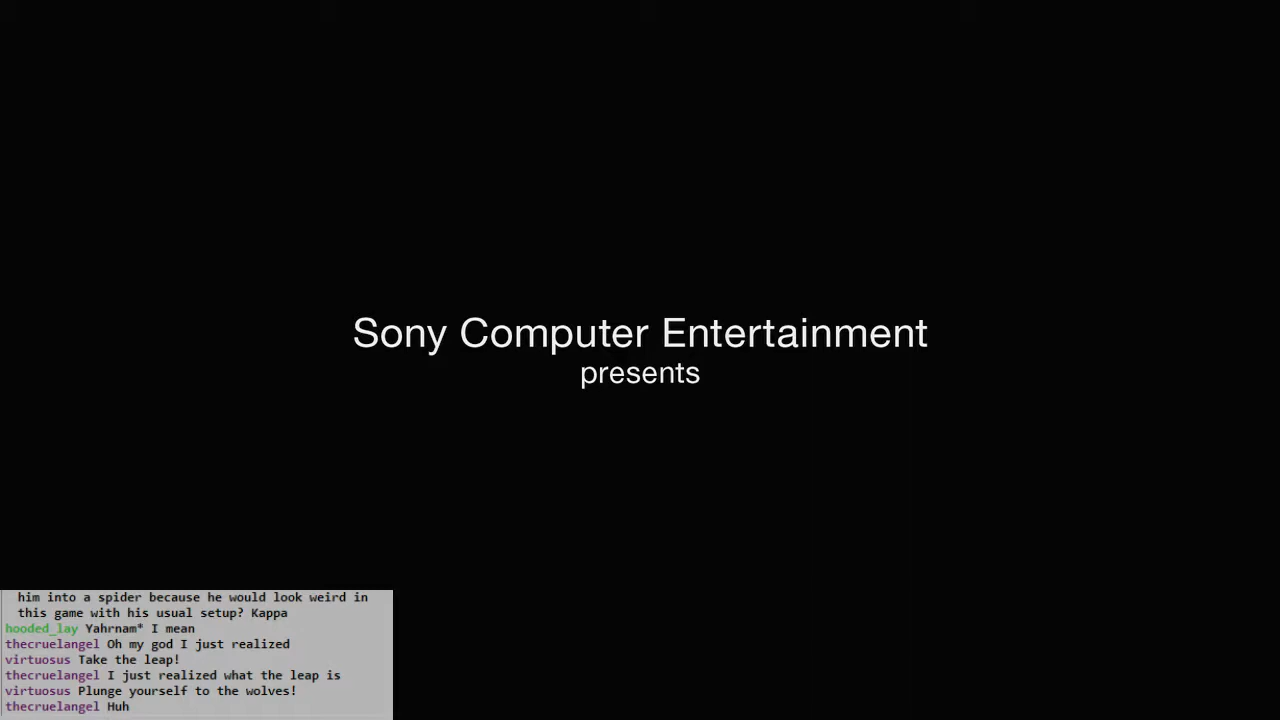 Sony Computer Entertainment
presents
him into a spider because he would look weird in
this game with his usual setup? Kappa
hooded_lay Yahrnam* I mean
thecruelangel Oh my god I just realized
virtuosus Take the leap!
thecruelangel I just realized what the leap is
virtuosus Plunge yourself to the wolves!
thecruelangel Huh